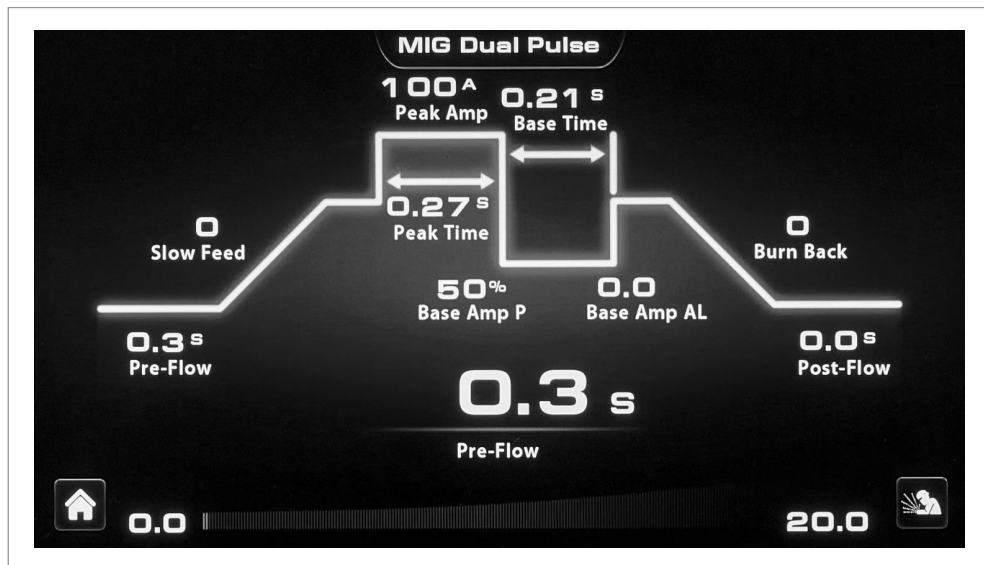 MIG Dual Pulse
100 A
Peak Amp
0.21 S
Base Time
0.27 S
Peak Time
0
Slow Feed
0
Burn Back
50%
Base Amp P
0.0
Base Amp AL
0.3 S
Pre-Flow
0.0 S
Post-Flow
0.3 S
Pre-Flow
0.0
20.0